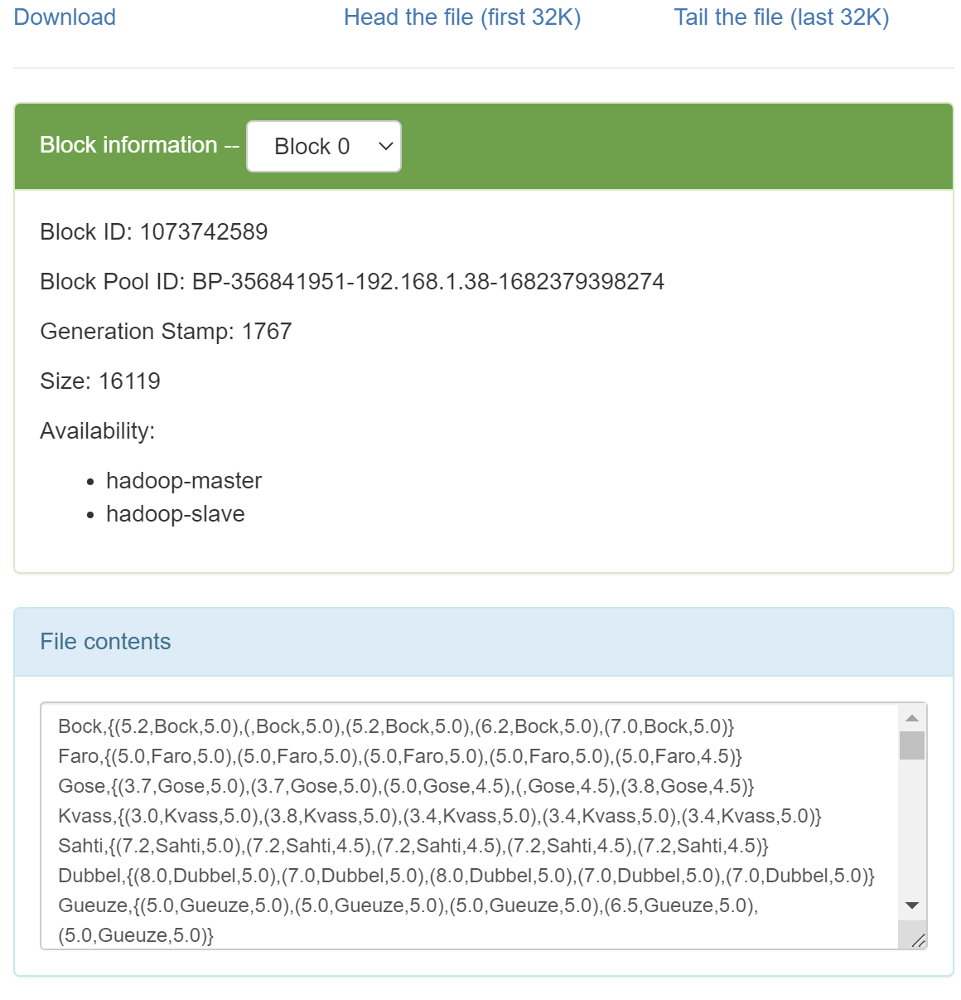 Download Head the file (first 32K) Tail the file (last 32K)
Block information -- Block 0
Block ID: 1073742589
Block Pool ID: BP-356841951-192.168.1.38-1682379398274
Generation Stamp: 1767
Size: 16119
Availability:
hadoop-master
hadoop-slave
File contents
Bock,{(5.2,Bock,5.0),(,Bock,5.0),(5.2,Bock,5.0),(6.2,Bock,5.0),(7.0,Bock,5.0)}
Faro,{(5.0,Faro,5.0),(5.0,Faro,5.0),(5.0,Faro,5.0),(5.0,Faro,5.0),(5.0,Faro,4.5)}
Gose,{(3.7,Gose,5.0),(3.7,Gose,5.0),(5.0,Gose,4.5),(,Gose,4.5),(3.8,Gose,4.5)}
Kvass,{(3.0,Kvass,5.0),(3.8,Kvass,5.0),(3.4,Kvass,5.0),(3.4,Kvass,5.0),(3.4,Kvass,5.0)}
Sahti,{(7.2,Sahti,5.0),(7.2,Sahti,4.5),(7.2,Sahti,4.5),(7.2,Sahti,4.5),(7.2,Sahti,4.5)}
Dubbel,{(8.0,Dubbel,5.0),(7.0,Dubbel,5.0),(8.0,Dubbel,5.0),(7.0,Dubbel,5.0),(7.0,Dubbel,5.0)}
Gueuze,{(5.0,Gueuze,5.0),(5.0,Gueuze,5.0),(5.0,Gueuze,5.0),(6.5,Gueuze,5.0),
(5.0,Gueuze,5.0)}